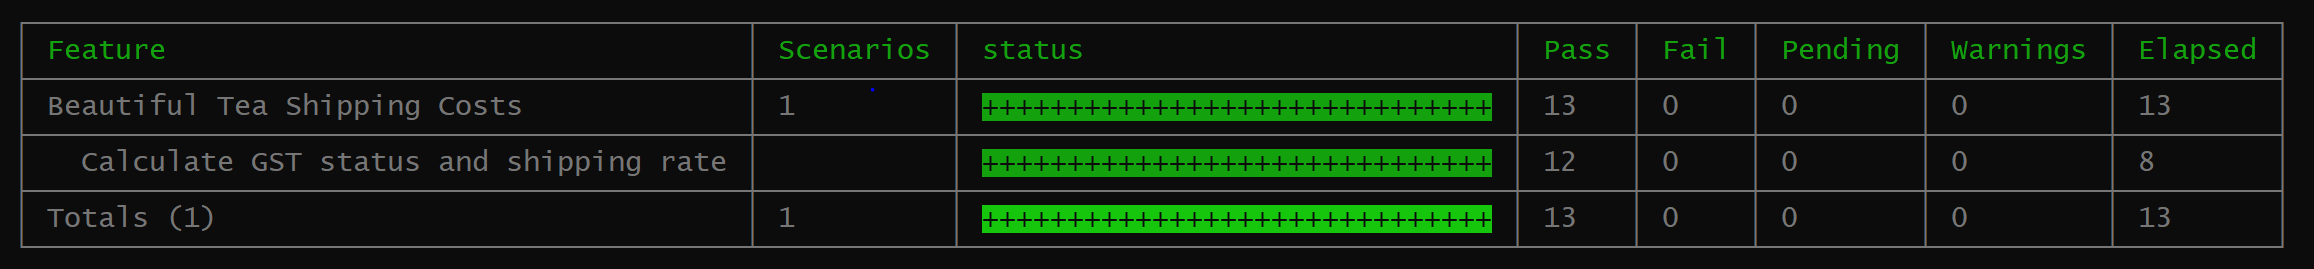 Feature Scenarios status Pass Fail Pending Warnings Elapsed
Beautiful Tea Shipping Costs 1 ++++++++++++++++++++++++++++++ 13 0 0 0 13
Calculate GST status and shipping rate ++++++++++++++++++++++++++++++ 12 0 0 0 8
Totals (1) 1 ++++++++++++++++++++++++++++++ 13 0 0 0 13